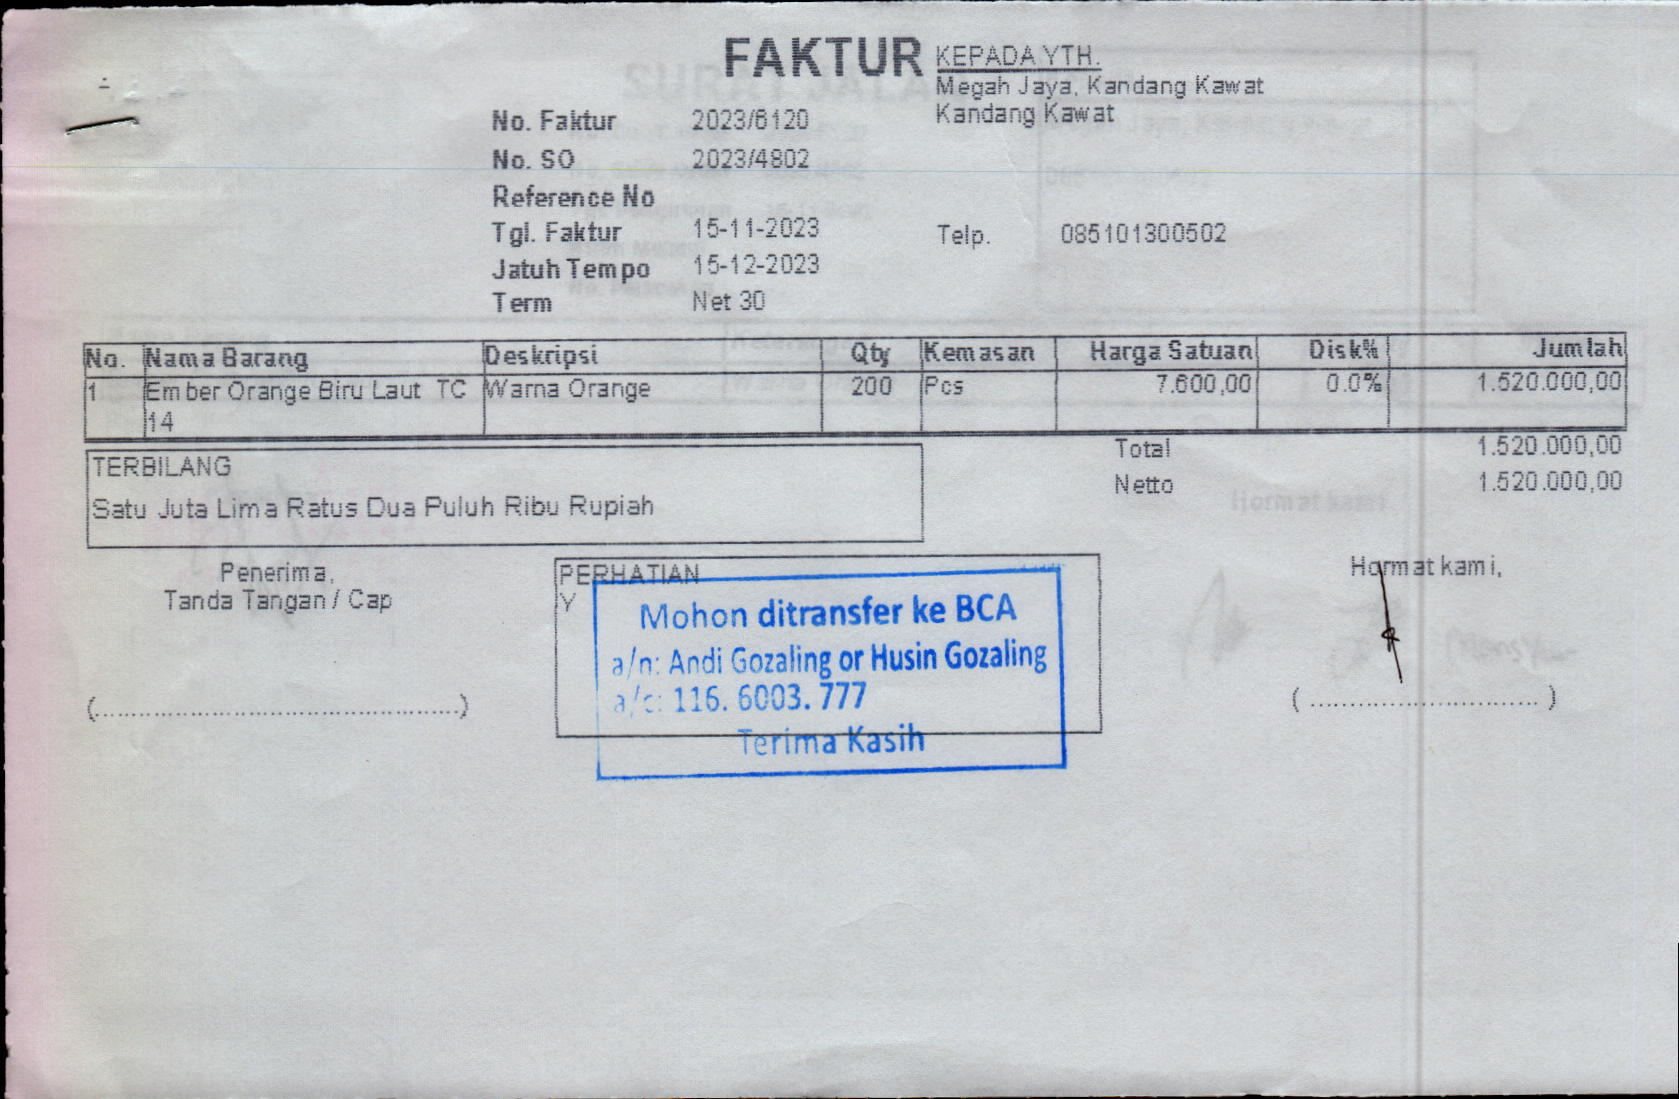 FAKTUR
KEPADA YTH.
Megah Jaya, Kandang Kawat
Kandang Kawat
No. Faktur 2023/6120
No. SO 2023/4802
Reference No
Tgl. Faktur 15-11-2023
Telp. 085101300502
Jatuh Tempo 15-12-2023
Term Net 30
No. Nama Barang Deskripsi Qty Kemasan Harga Satuan Disk% Jumlah
1 Ember Orange Biru Laut TC Warna Orange 200 Pcs 7.600,00 0.0% 1.520.000,00
14
Total 1.520.000,00
Netto 1.520.000,00
TERBILANG
Satu Juta Lima Ratus Dua Puluh Ribu Rupiah
Penerima,
Tanda Tangan / Cap
(................................................)
PERHATIAN
Y
Mohon ditransfer ke BCA
a/n: Andi Gozaling or Husin Gozaling
a/c: 116. 6003. 777
Terima Kasih
Hormat kami,
( .............................. )